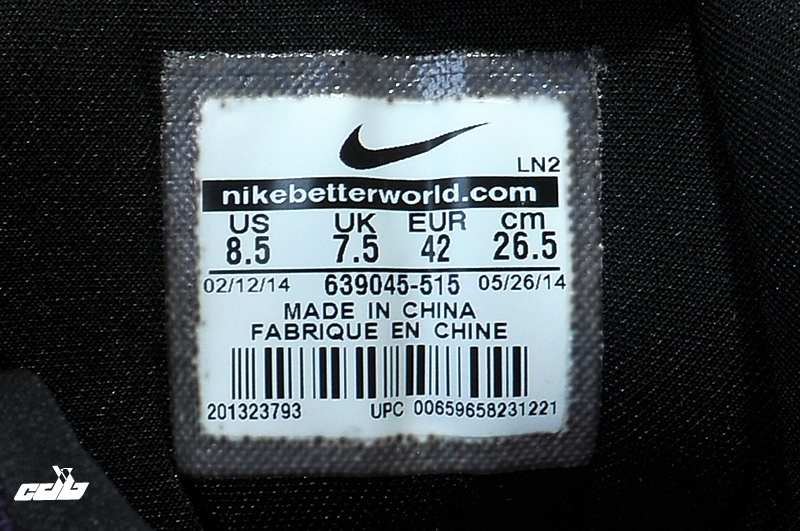 LN2
nikebetterworld.com
US UK EUR cm
8.5 7.5 42 26.5
02/12/14 639045-515 05/26/14
MADE IN CHINA
FABRIQUE EN CHINE
201323793 UPC 00659658231221
cdb